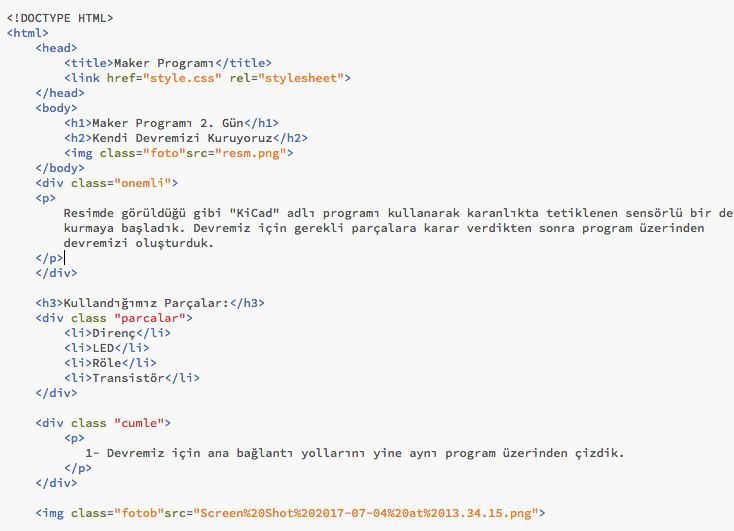 <!DOCTYPE HTML>
<html>
<head>
<title>Maker Programı</title>
<link href="style.css" rel="stylesheet">
</head>
<body>
<h1>Maker Programı 2. Gün</h1>
<h2>Kendi Devremizi Kuruyoruz</h2>
<img class="foto"src="resm.png">
</body>
<div class="onemli">
<p>
Resimde görüldüğü gibi "KiCad" adlı programı kullanarak karanlıkta tetiklenen sensörlü bir de
kurmaya başladık. Devremiz için gerekli parçalara karar verdikten sonra program üzerinden
devremizi oluşturduk.
</p>
</div>
<h3>Kullandığımız Parçalar:</h3>
<div class "parcalar">
<li>Direnç</li>
<li>LED</li>
<li>Röle</li>
<li>Transistör</li>
</div>
<div class "cumle">
<p>
1- Devremiz için ana bağlantı yollarını yine aynı program üzerinden çizdik.
</p>
</div>
<img class="fotob"src="Screen%20Shot%202017-07-04%20at%2013.34.15.png">